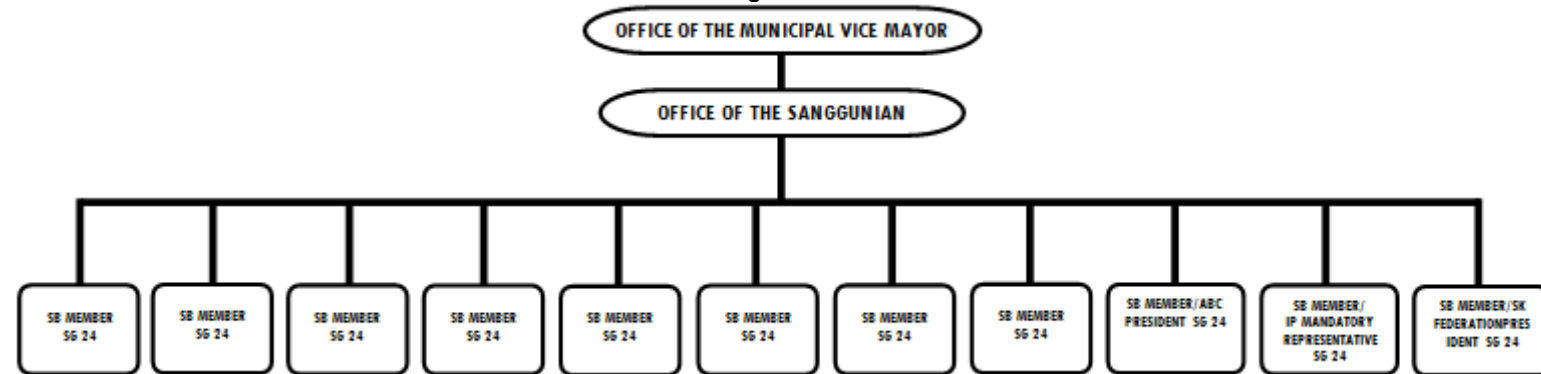 OFFICE OF THE MUNICIPAL VICE MAYOR
OFFICE OF THE SANGGUNIAN
SB MEMBER
SG 24
SB MEMBER
SG 24
SB MEMBER
SG 24
SB MEMBER
SG 24
SB MEMBER
SG 24
SB MEMBER
SG 24
SB MEMBER
SG 24
SB MEMBER
SG 24
SB MEMBER/ABC
PRESIDENT SG 24
SB MEMBER/
IP MANDATORY
REPRESENTATIVE
SG 24
SB MEMBER/SK
FEDERATIONPRES
IDENT SG 24